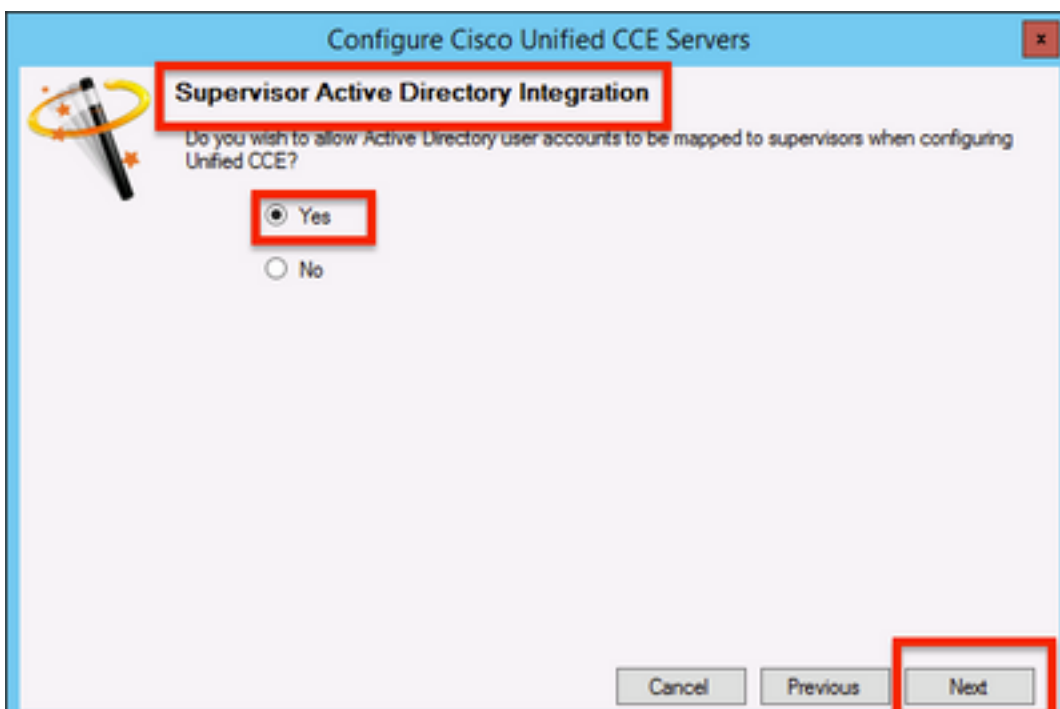 Configure Cisco Unified CCE Servers
x
Supervisor Active Directory Integration
Do you wish to allow Active Directory user accounts to be mapped to supervisors when configuring
Unified CCE?
Yes
No
Cancel
Previous
Next